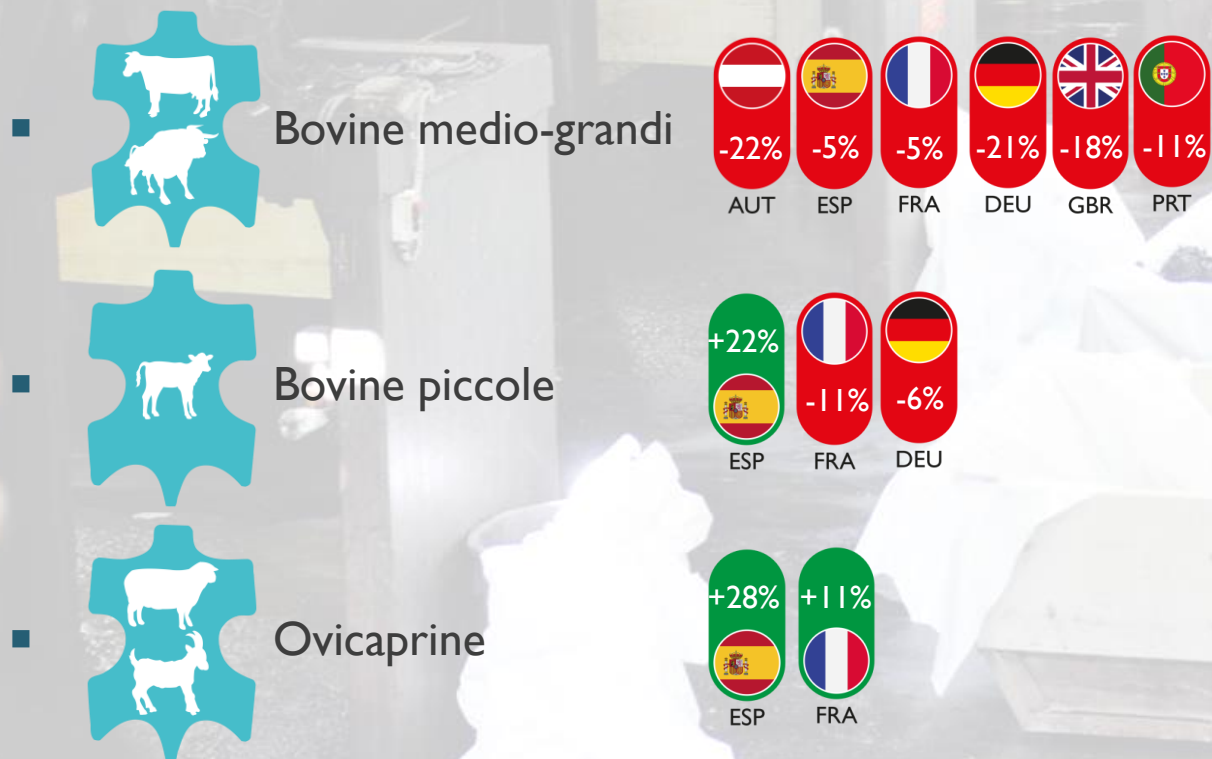 Bovine medio-grandi
-22% -5% -5% -21% -18% -11%
AUT ESP FRA DEU GBR PRT
+22% -11% -6%
Bovine piccole
ESP FRA DEU
+28% +11%
Ovicaprine
ESP FRA